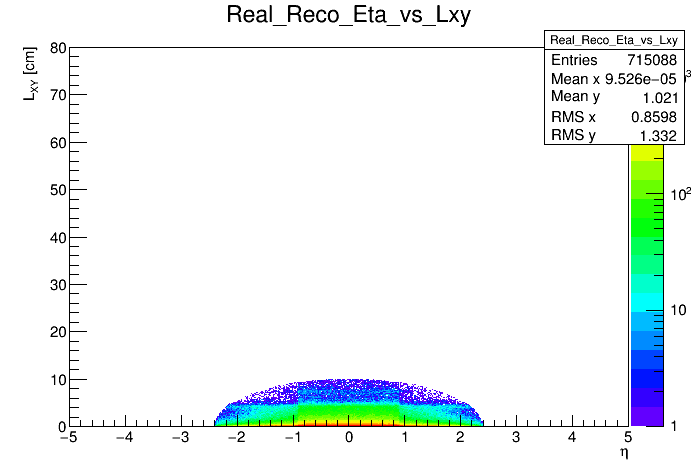 Real_Reco_Eta_vs_Lxy
Real_Reco_Eta_vs_Lxy
Entries 715088
Mean x 9.526e−05
Mean y 1.021
RMS x 0.8598
RMS y 1.332
L_XY [cm]
80
70
60
50
40
30
20
10
0
−5 −4 −3 −2 −1 0 1 2 3 4 5
η
3
10²
10
1